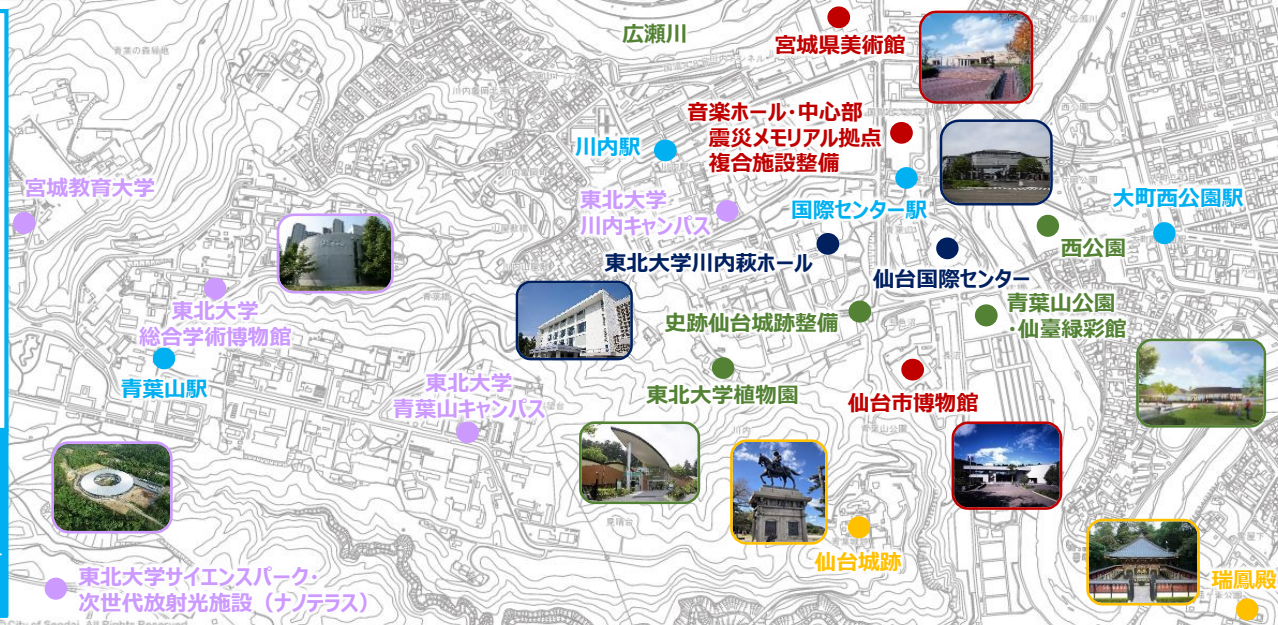 広瀬川
宮城県美術館
音楽ホール・中心部
震災メモリアル拠点
複合施設整備
川内駅
宮城教育大学
東北大学
川内キャンパス
国際センター駅
大町西公園駅
西公園
東北大学川内萩ホール
仙台国際センター
東北大学
総合学術博物館
史跡仙台城跡整備
青葉山公園
・仙臺緑彩館
青葉山駅
東北大学
青葉山キャンパス
東北大学植物園
仙台市博物館
仙台城跡
東北大学サイエンスパーク・
次世代放射光施設（ナノテラス）
瑞鳳殿
© City of Sendai, All Rights Reserved